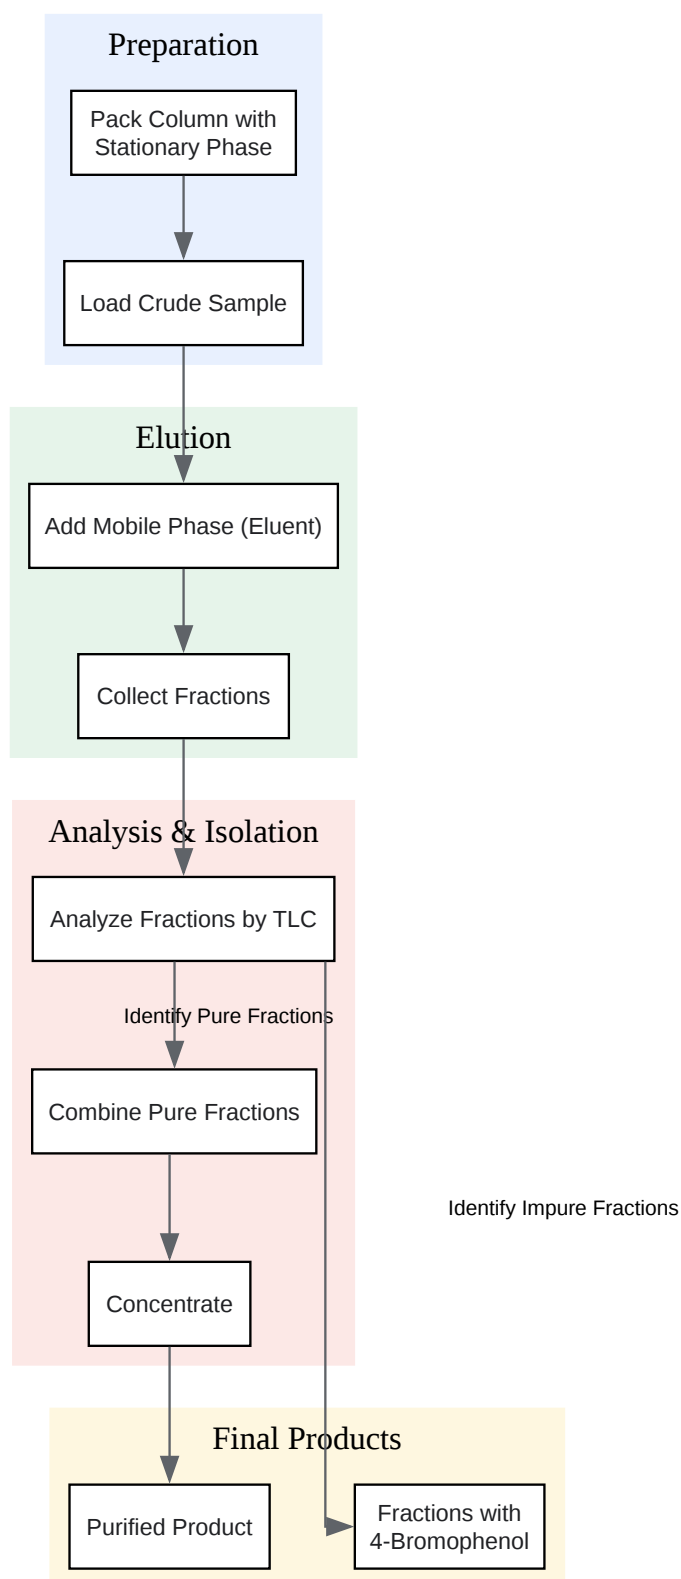 Preparation
Pack Column with
Stationary Phase
Load Crude Sample
Elution
Add Mobile Phase (Eluent)
Collect Fractions
Analysis & Isolation
Analyze Fractions by TLC
Identify Pure Fractions
Combine Pure Fractions
Identify Impure Fractions
Concentrate
Final Products
Purified Product
Fractions with
4-Bromophenol